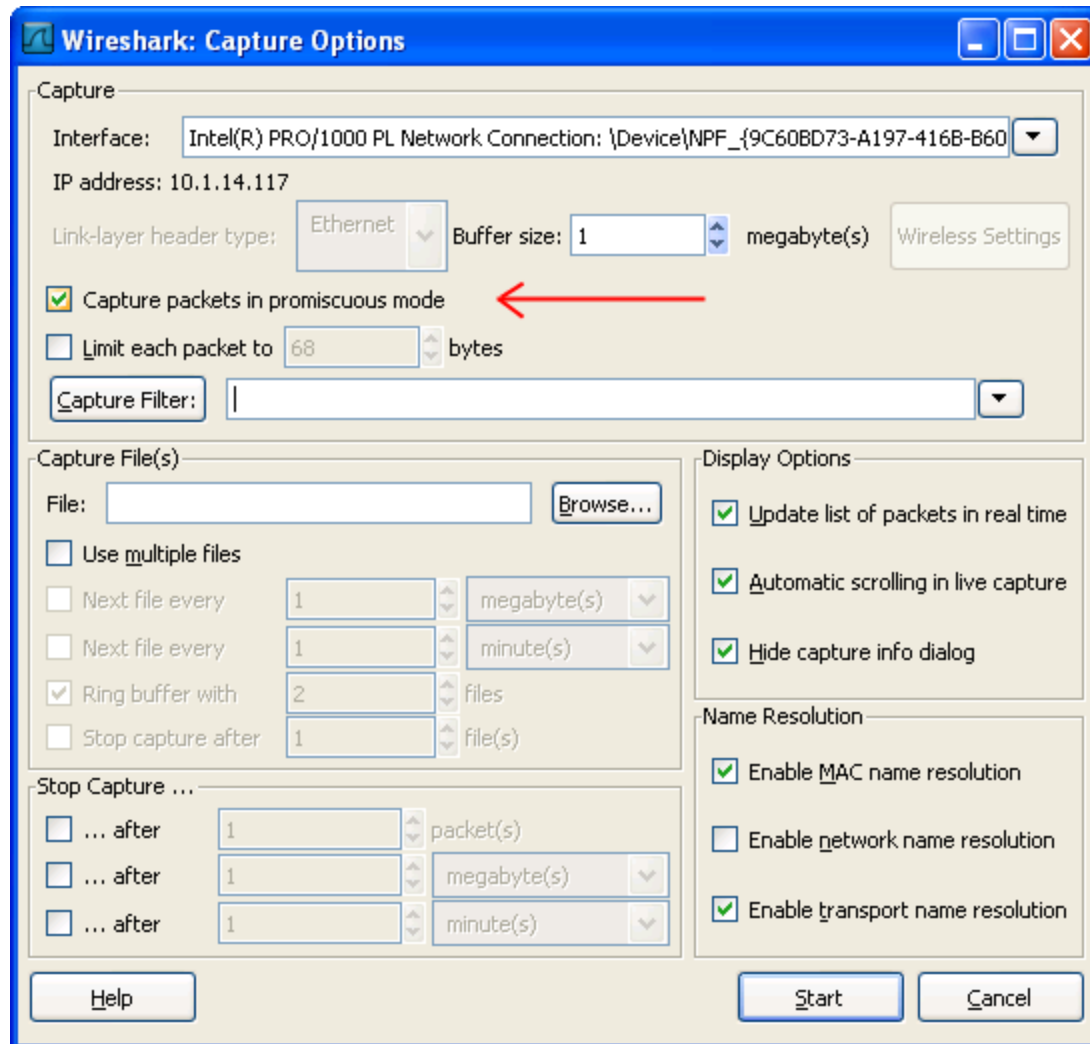 Wireshark: Capture Options
Capture
Interface: Intel(R) PRO/1000 PL Network Connection: \Device\NPF_{9C60BD73-A197-416B-B60
IP address: 10.1.14.117
Link-layer header type: Ethernet Buffer size: 1 megabyte(s) Wireless Settings
Capture packets in promiscuous mode
Limit each packet to 68 bytes
Capture Filter:
Capture File(s)
File: Browse...
Use multiple files
Next file every 1 megabyte(s)
Next file every 1 minute(s)
Ring buffer with 2 files
Stop capture after 1 file(s)
Stop Capture ...
... after 1 packet(s)
... after 1 megabyte(s)
... after 1 minute(s)
Display Options
Update list of packets in real time
Automatic scrolling in live capture
Hide capture info dialog
Name Resolution
Enable MAC name resolution
Enable network name resolution
Enable transport name resolution
Help Start Cancel